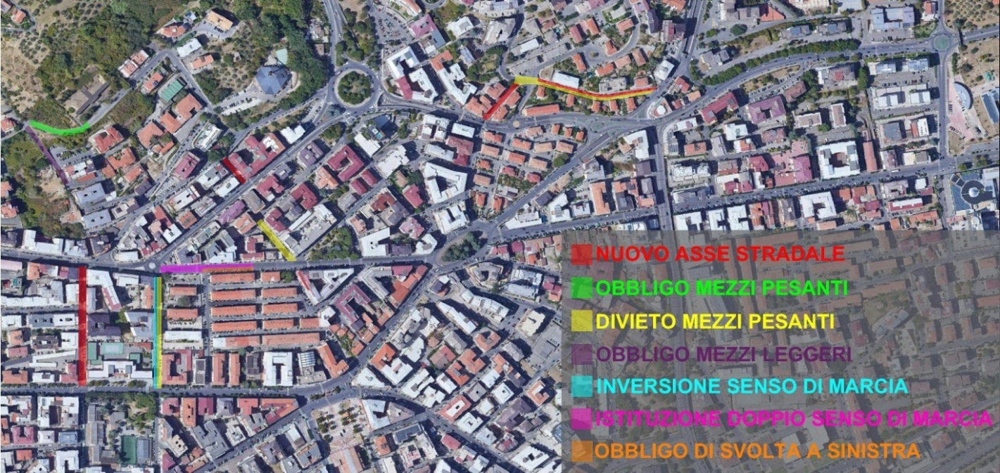 NUOVO ASSE STRADALE
OBBLIGO MEZZI PESANTI
DIVIETO MEZZI PESANTI
OBBLIGO MEZZI LEGGERI
INVERSIONE SENSO DI MARCIA
ISTITUZIONE DOPPIO SENSO DI MARCIA
OBBLIGO DI SVOLTA A SINISTRA